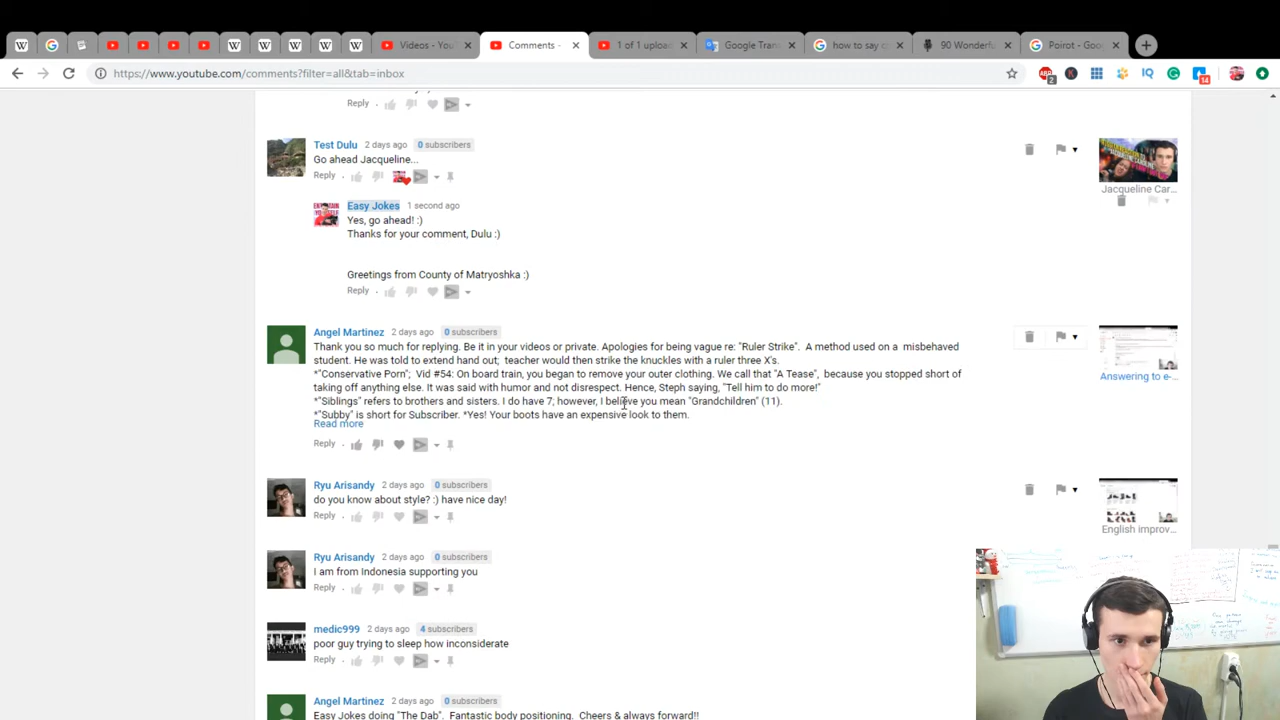 Videos - You
Comments -
1 of 1 upload
Google Tran
how to say c
90 Wonderful
Poirot - Goo
https://www.youtube.com/comments?filter=all&tab=inbox
2
14
Reply
Test Dulu 2 days ago 0 subscribers
Go ahead Jacqueline...
Reply
Jacqueline Car...
Easy Jokes 1 second ago
Yes, go ahead! :)
Thanks for your comment, Dulu :)
Greetings from County of Matryoshka :)
Reply
Angel Martinez 2 days ago 0 subscribers
Thank you so much for replying. Be it in your videos or private. Apologies for being vague re: "Ruler Strike". A method used on a misbehaved
student. He was told to extend hand out; teacher would then strike the knuckles with a ruler three X's.
*"Conservative Porn"; Vid #54: On board train, you began to remove your outer clothing. We call that "A Tease", because you stopped short of
taking off anything else. It was said with humor and not disrespect. Hence, Steph saying, "Tell him to do more!"
*"Siblings" refers to brothers and sisters. I do have 7; however, I believe you mean "Grandchildren" (11).
*"Subby" is short for Subscriber. *Yes! Your boots have an expensive look to them.
Read more
Reply
Answering to e-...
Ryu Arisandy 2 days ago 0 subscribers
do you know about style? :) have nice day!
Reply
English improv...
Ryu Arisandy 2 days ago 0 subscribers
I am from Indonesia supporting you
Reply
medic999 2 days ago 4 subscribers
poor guy trying to sleep how inconsiderate
Reply
Angel Martinez 2 days ago 0 subscribers
Easy Jokes doing "The Dab". Fantastic body positioning. Cheers & always forward!!